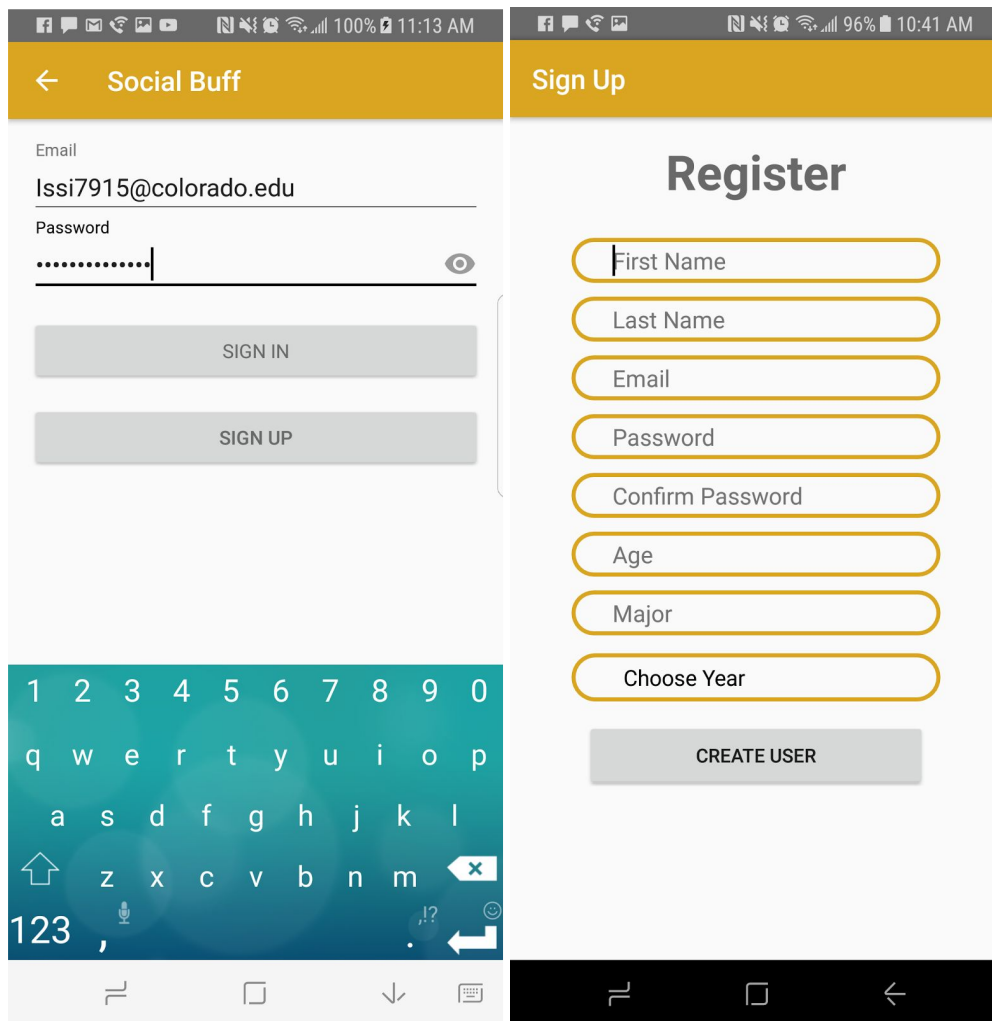 100% 11:13 AM
Social Buff
Email
Issi7915@colorado.edu
Password
SIGN IN
SIGN UP
1 2 3 4 5 6 7 8 9 0
q w e r t y u i o p
a s d f g h j k l
z x c v b n m
,!?
123 , .
96% 10:41 AM
Sign Up
Register
First Name
Last Name
Email
Password
Confirm Password
Age
Major
Choose Year
CREATE USER